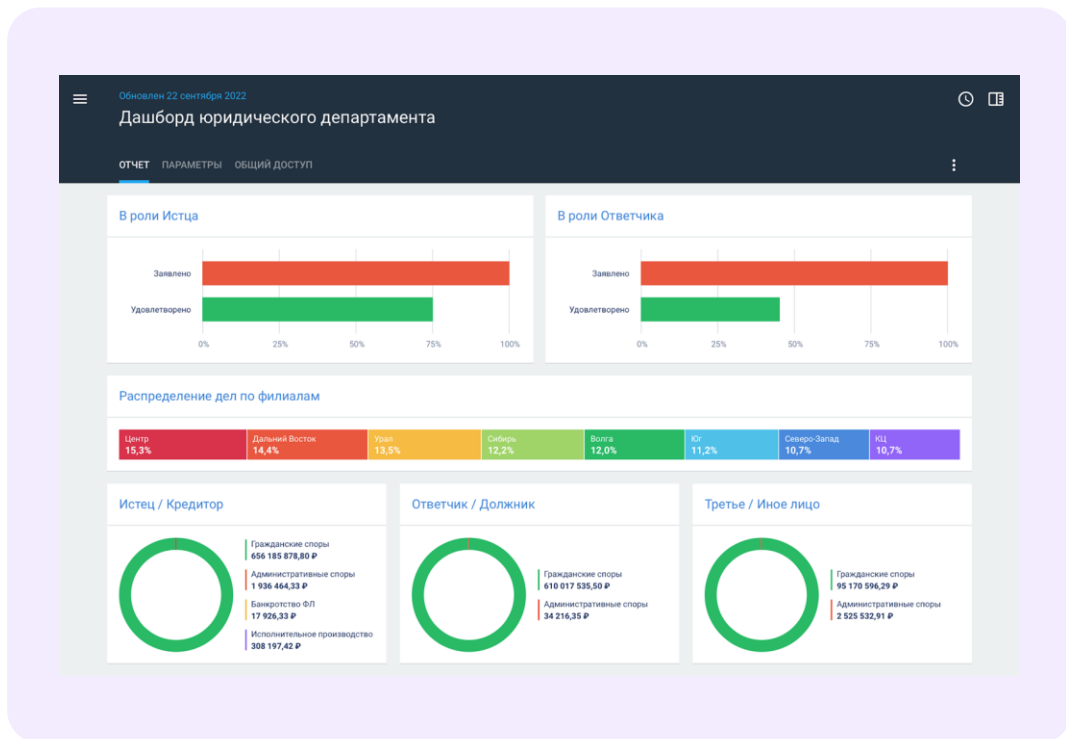 Обновлен 22 сентября 2022
Дашборд юридического департамента
ОТЧЕТ ПАРАМЕТРЫ ОБЩИЙ ДОСТУП
В роли Истца
Заявлено
Удовлетворено
0% 25% 50% 75% 100%
В роли Ответчика
Заявлено
Удовлетворено
0% 25% 50% 75% 100%
Распределение дел по филиалам
Центр
15,3%
Дальний Восток
14,4%
Урал
13,5%
Сибирь
12,2%
Волга
12,0%
Юг
11,2%
Северо-Запад
10,7%
КЦ
10,7%
Истец / Кредитор
Гражданские споры
656 185 878,80 ₽
Административные споры
1 936 464,33 ₽
Банкротство ФЛ
17 926,33 ₽
Исполнительное производство
308 197,42 ₽
Ответчик / Должник
Гражданские споры
610 017 535,50 ₽
Административные споры
34 216,35 ₽
Третье / Иное лицо
Гражданские споры
95 170 596,29 ₽
Административные споры
2 525 532,91 ₽